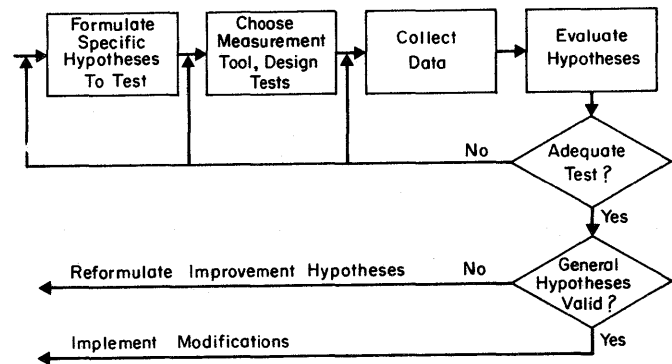 Formulate
Specific
Hypotheses
To Test
Choose
Measurement
Tool, Design
Tests
Collect
Data
Evaluate
Hypotheses
No
Adequate
Test?
Yes
Reformulate Improvement Hypotheses
No
General
Hypotheses
Valid?
Implement Modifications
Yes